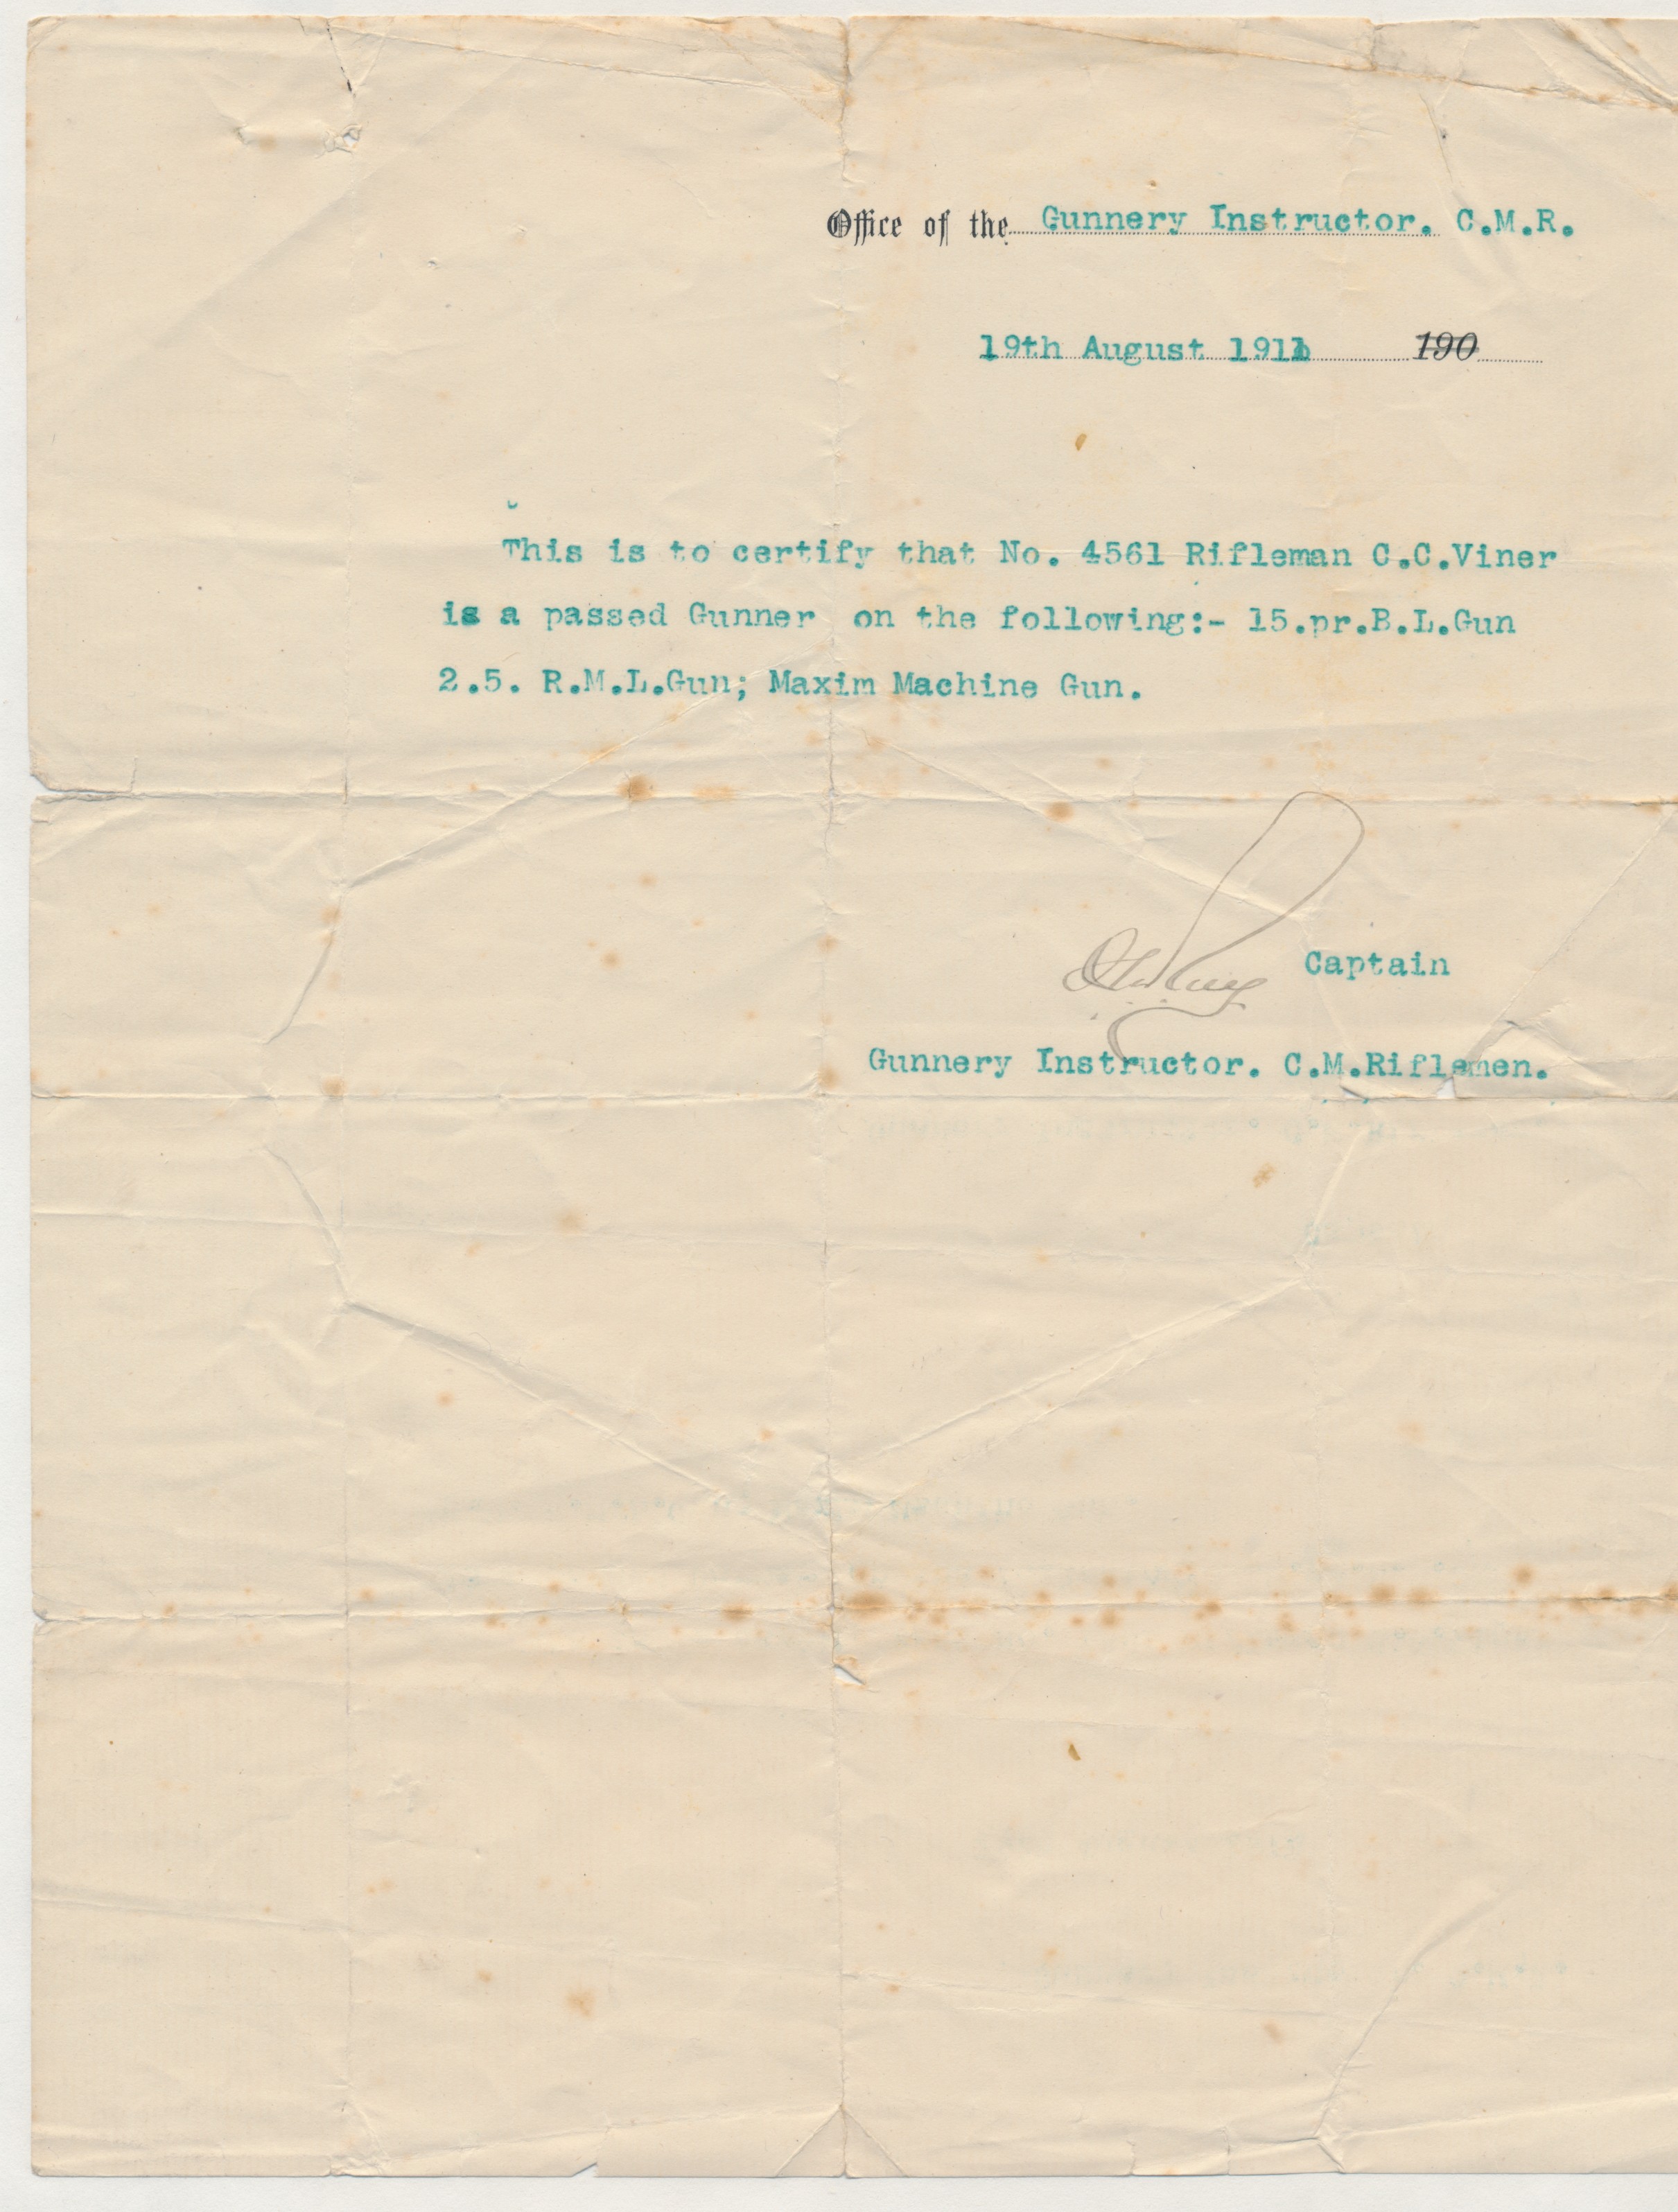 Office of the Gunnery Instructor. C.M.R.
19th August 1911 190
This is to certify that No. 4561 Rifleman C.C.Viner
is a passed Gunner on the following:- 15.pr.B.L.Gun
2.5. R.M.L.Gun; Maxim Machine Gun.
Captain
Gunnery Instructor. C.M.Riflemen.